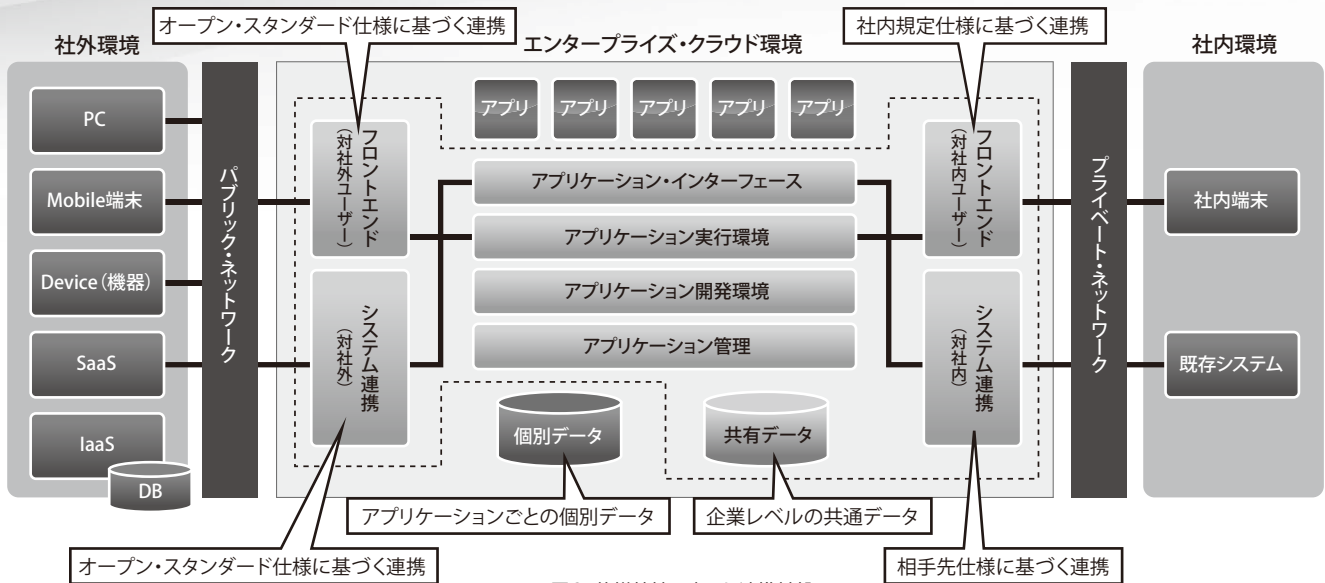 オープン・スタンダード仕様に基づく連携
社内規定仕様に基づく連携
社外環境
エンタープライズ・クラウド環境
社内環境
PC
Mobile端末
Device（機器）
SaaS
IaaS
DB
パブリック・ネットワーク
フロントエンド
（対社外ユーザー）
システム連携
（対社外）
アプリ
アプリ
アプリ
アプリ
アプリ
アプリケーション・インターフェース
アプリケーション実行環境
アプリケーション開発環境
アプリケーション管理
個別データ
共有データ
フロントエンド
（対社内ユーザー）
システム連携
（対社内）
プライベート・ネットワーク
社内端末
既存システム
アプリケーションごとの個別データ
企業レベルの共通データ
オープン・スタンダード仕様に基づく連携
相手先仕様に基づく連携